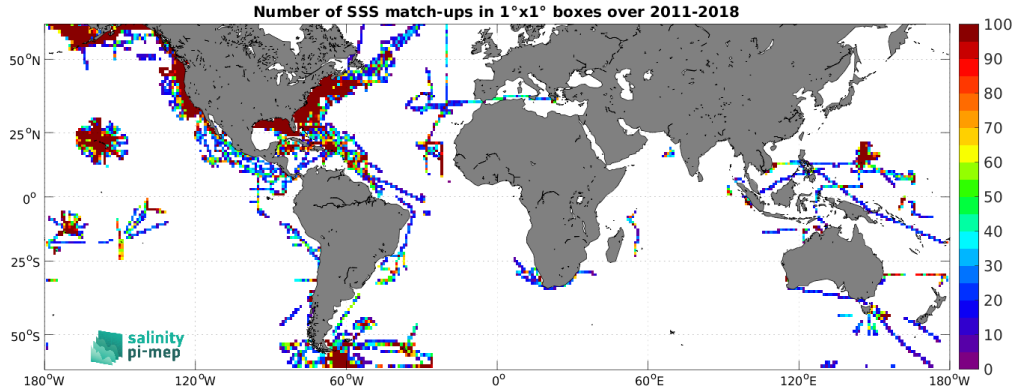 Number of SSS match-ups in 1°x1° boxes over 2011-2018
50°N
25°N
0°
25°S
50°S
180°W
120°W
60°W
0°
60°E
120°E
180°W
100
90
80
70
60
50
40
30
20
10
0
salinity
pi-mep